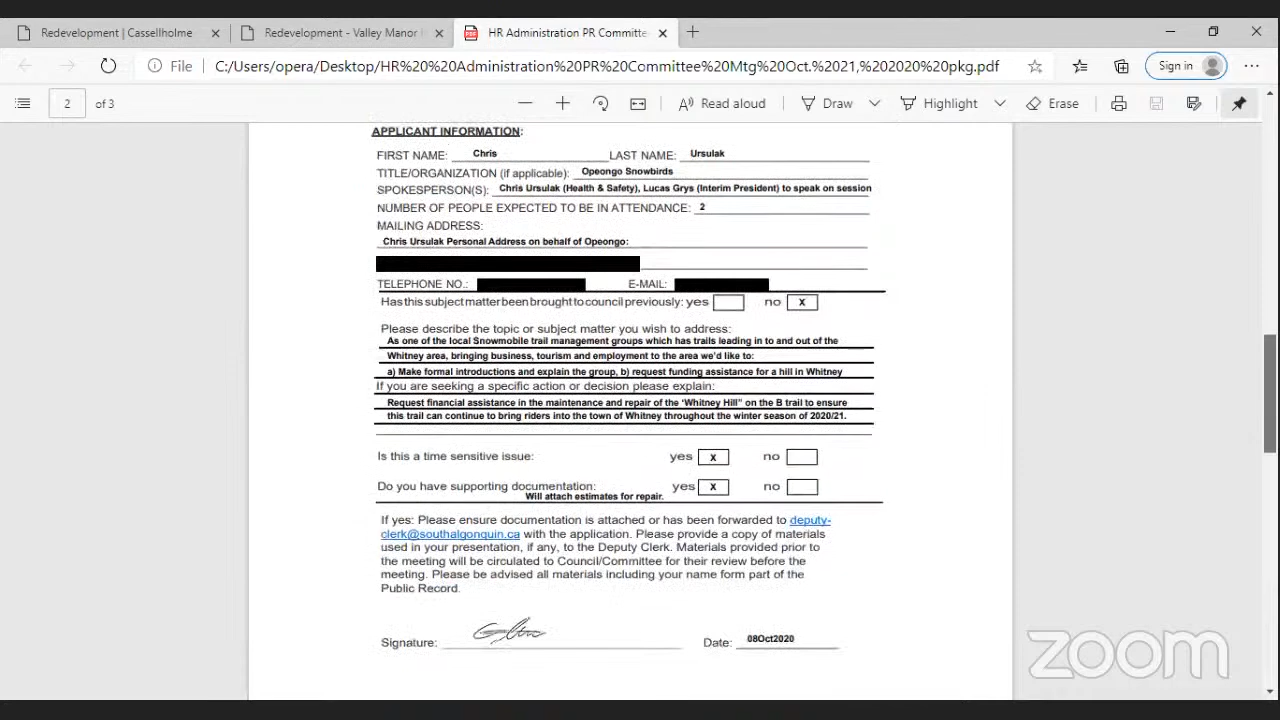 Redevelopment | Cassellholme
Redevelopment - Valley Manor
HR Administration PR Committe
File C:/Users/opera/Desktop/HR%20%20Administration%20PR%20Committee%20Mtg%20Oct.%2021,%202020%20pkg.pdf Sign in
2 of 3 Read aloud Draw Highlight Erase
APPLICANT INFORMATION:
FIRST NAME: Chris LAST NAME: Ursulak
TITLE/ORGANIZATION (if applicable): Opeongo Snowbirds
SPOKESPERSON(S): Chris Ursulak (Health & Safety), Lucas Grys (Interim President) to speak on session
NUMBER OF PEOPLE EXPECTED TO BE IN ATTENDANCE: 2
MAILING ADDRESS:
Chris Ursulak Personal Address on behalf of Opeongo:
TELEPHONE NO.: E-MAIL:
Has this subject matter been brought to council previously: yes no x
Please describe the topic or subject matter you wish to address:
As one of the local Snowmobile trail management groups which has trails leading in to and out of the
Whitney area, bringing business, tourism and employment to the area we'd like to:
a) Make formal introductions and explain the group, b) request funding assistance for a hill in Whitney
If you are seeking a specific action or decision please explain:
Request financial assistance in the maintenance and repair of the 'Whitney Hill" on the B trail to ensure
this trail can continue to bring riders into the town of Whitney throughout the winter season of 2020/21.
Is this a time sensitive issue: yes x no
Do you have supporting documentation: yes x no
Will attach estimates for repair.
If yes: Please ensure documentation is attached or has been forwarded to deputy-
clerk@southalgonquin.ca with the application. Please provide a copy of materials
used in your presentation, if any, to the Deputy Clerk. Materials provided prior to
the meeting will be circulated to Council/Committee for their review before the
meeting. Please be advised all materials including your name form part of the
Public Record.
Signature: Date: 08Oct2020
zoom